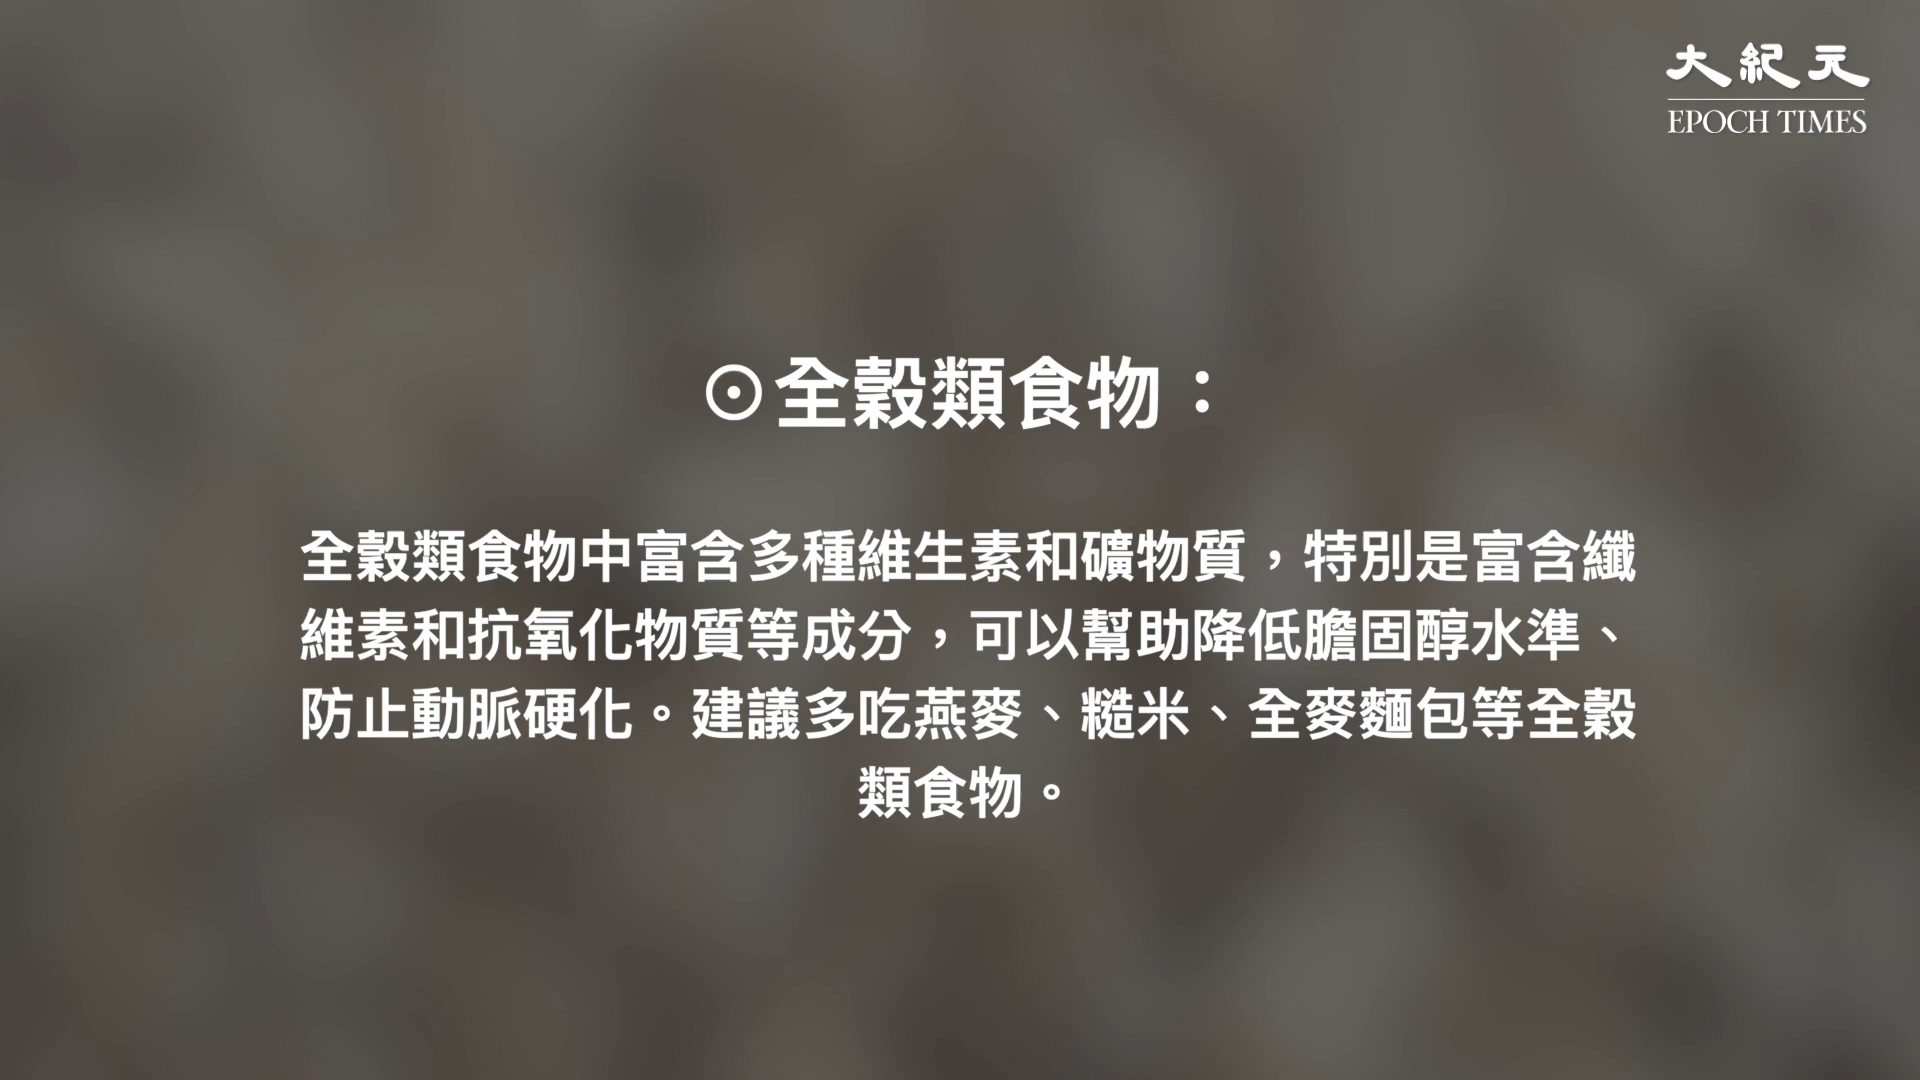 大紀元
EPOCH TIMES
⊙全穀類食物：
全穀類食物中富含多種維生素和礦物質，特別是富含纖
維素和抗氧化物質等成分，可以幫助降低膽固醇水準、
防止動脈硬化。建議多吃燕麥、糙米、全麥麵包等全穀
類食物。